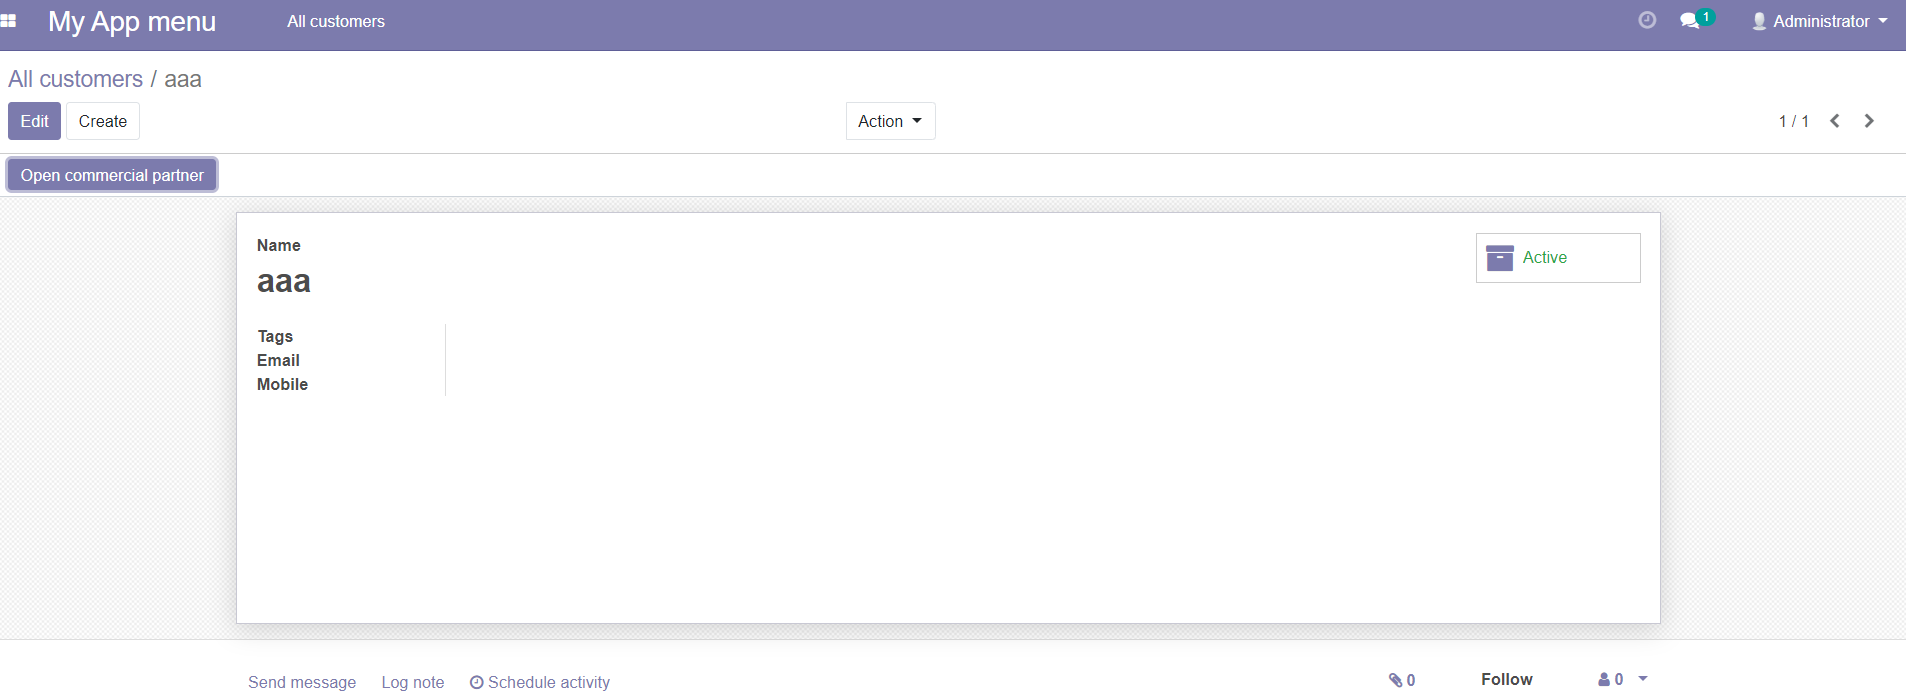 My App menu All customers 1 Administrator
All customers / aaa
Edit Create Action 1 / 1
Open commercial partner
Name
Active
aaa
Tags
Email
Mobile
Send message Log note Schedule activity 0 Follow 0